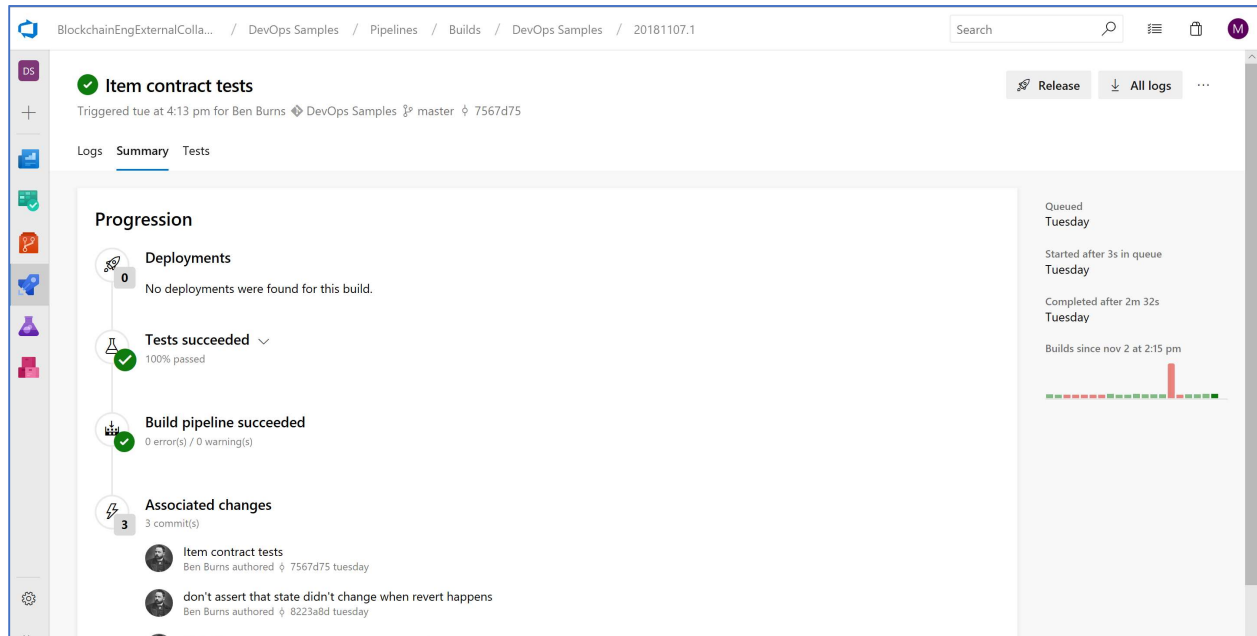 BlockchainEngExternalColla... / DevOps Samples / Pipelines / Builds / DevOps Samples / 20181107.1
Search
M
DS
Item contract tests
Release
All logs
...
Triggered tue at 4:13 pm for Ben Burns DevOps Samples master 7567d75
Logs Summary Tests
Progression
Deployments
0
No deployments were found for this build.
Tests succeeded
100% passed
Build pipeline succeeded
0 error(s) / 0 warning(s)
Associated changes
3
3 commit(s)
Item contract tests
Ben Burns authored 7567d75 tuesday
don't assert that state didn't change when revert happens
Ben Burns authored 8223a8d tuesday
Queued
Tuesday
Started after 3s in queue
Tuesday
Completed after 2m 32s
Tuesday
Builds since nov 2 at 2:15 pm